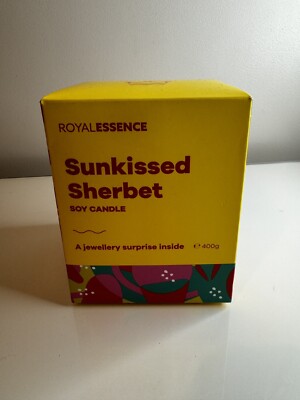 ROYALESSENCE
Sunkissed
Sherbet
SOY CANDLE
A jewellery surprise inside ℮ 400g